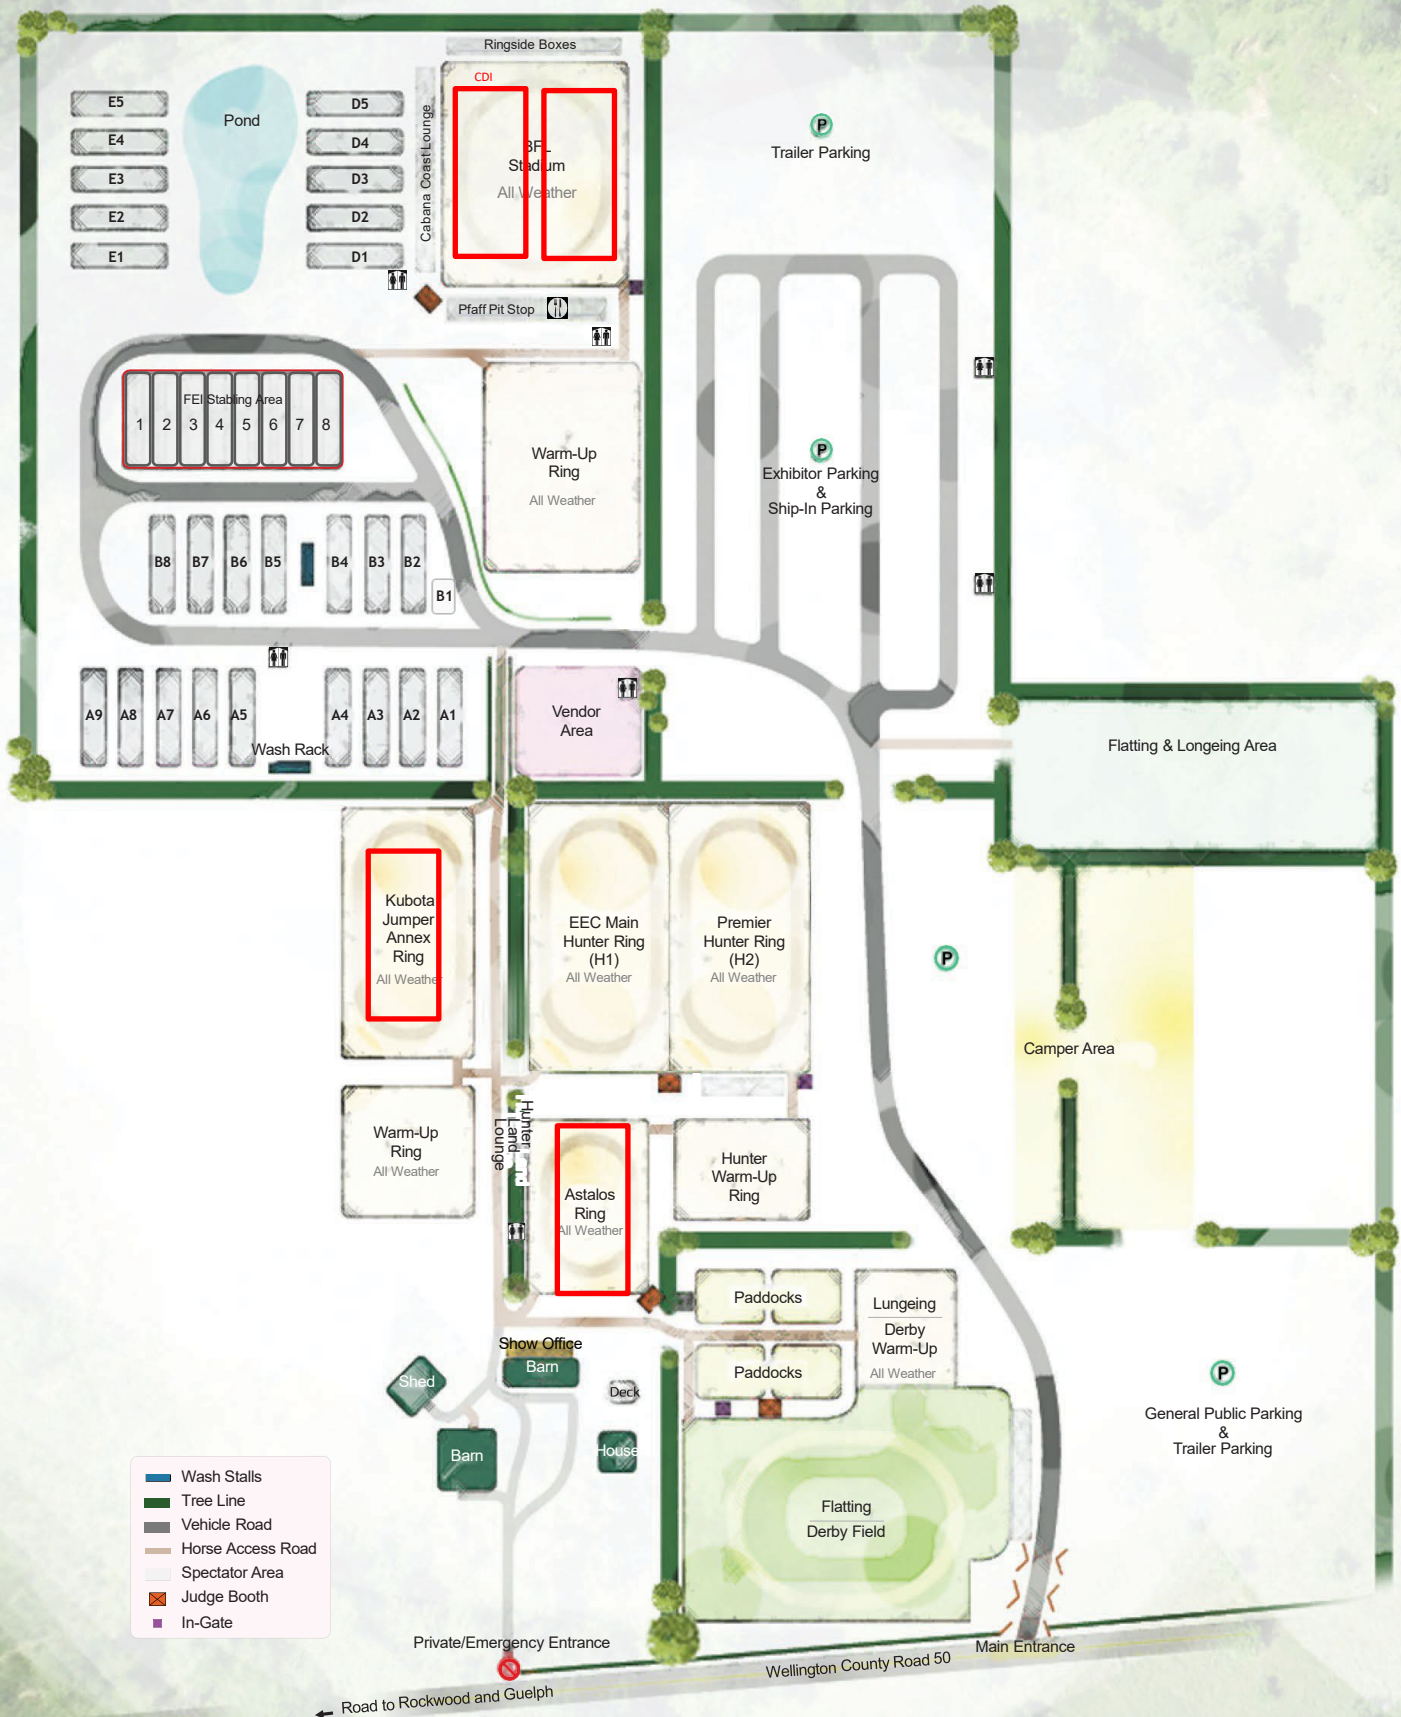 Ringside Boxes
CDI
Cabana Coast Lounge
BFL
Stadium
All Weather
E5
E4
E3
E2
E1
Pond
D5
D4
D3
D2
D1
P
Trailer Parking
Pfaff Pit Stop
FEI Stabling Area
1 2 3 4 5 6 7 8
Warm-Up
Ring
All Weather
P
Exhibitor Parking
&
Ship-In Parking
B8 B7 B6 B5 B4 B3 B2
B1
A9 A8 A7 A6 A5 A4 A3 A2 A1
Wash Rack
Vendor
Area
Flatting & Longeing Area
Kubota
Jumper
Annex
Ring
All Weather
EEC Main
Hunter Ring
(H1)
All Weather
Premier
Hunter Ring
(H2)
All Weather
P
Camper Area
Warm-Up
Ring
All Weather
Hunter
Land
Lounge
Astalos
Ring
All Weather
Hunter
Warm-Up
Ring
Paddocks
Lungeing
Derby
Warm-Up
All Weather
Paddocks
Show Office
Barn
Shed
Deck
Barn
House
P
General Public Parking
&
Trailer Parking
Flatting
Derby Field
Wash Stalls
Tree Line
Vehicle Road
Horse Access Road
Spectator Area
Judge Booth
In-Gate
Private/Emergency Entrance
Main Entrance
Wellington County Road 50
Road to Rockwood and Guelph